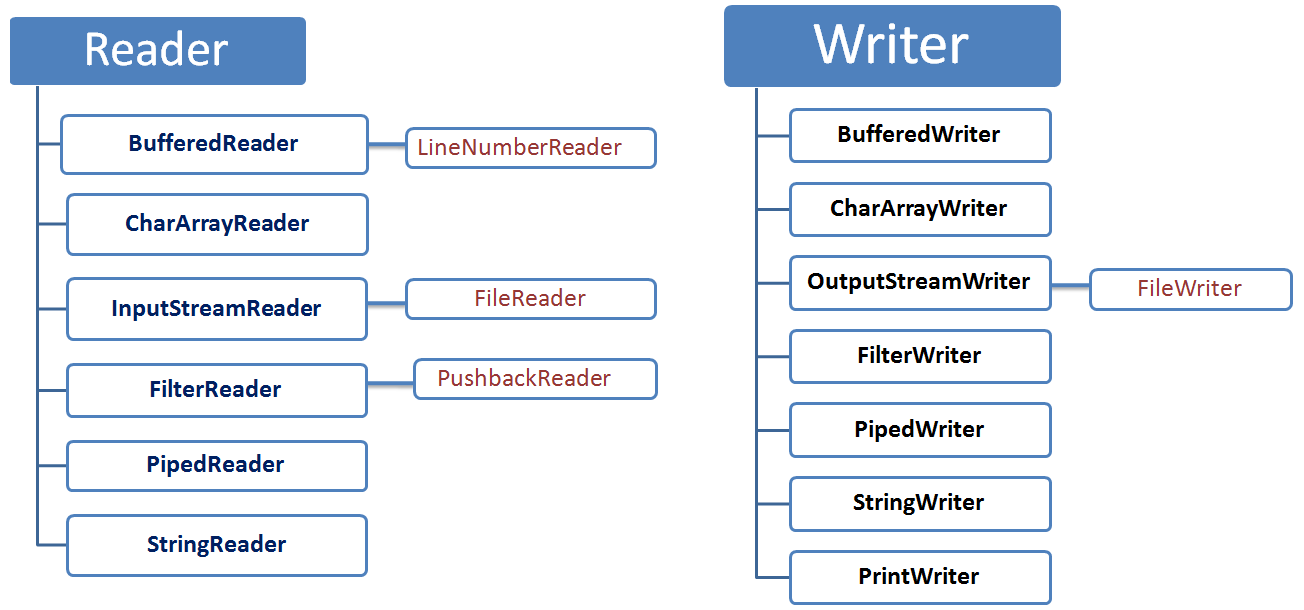 Reader
BufferedReader
LineNumberReader
CharArrayReader
InputStreamReader
FileReader
FilterReader
PushbackReader
PipedReader
StringReader
Writer
BufferedWriter
CharArrayWriter
OutputStreamWriter
FileWriter
FilterWriter
PipedWriter
StringWriter
PrintWriter